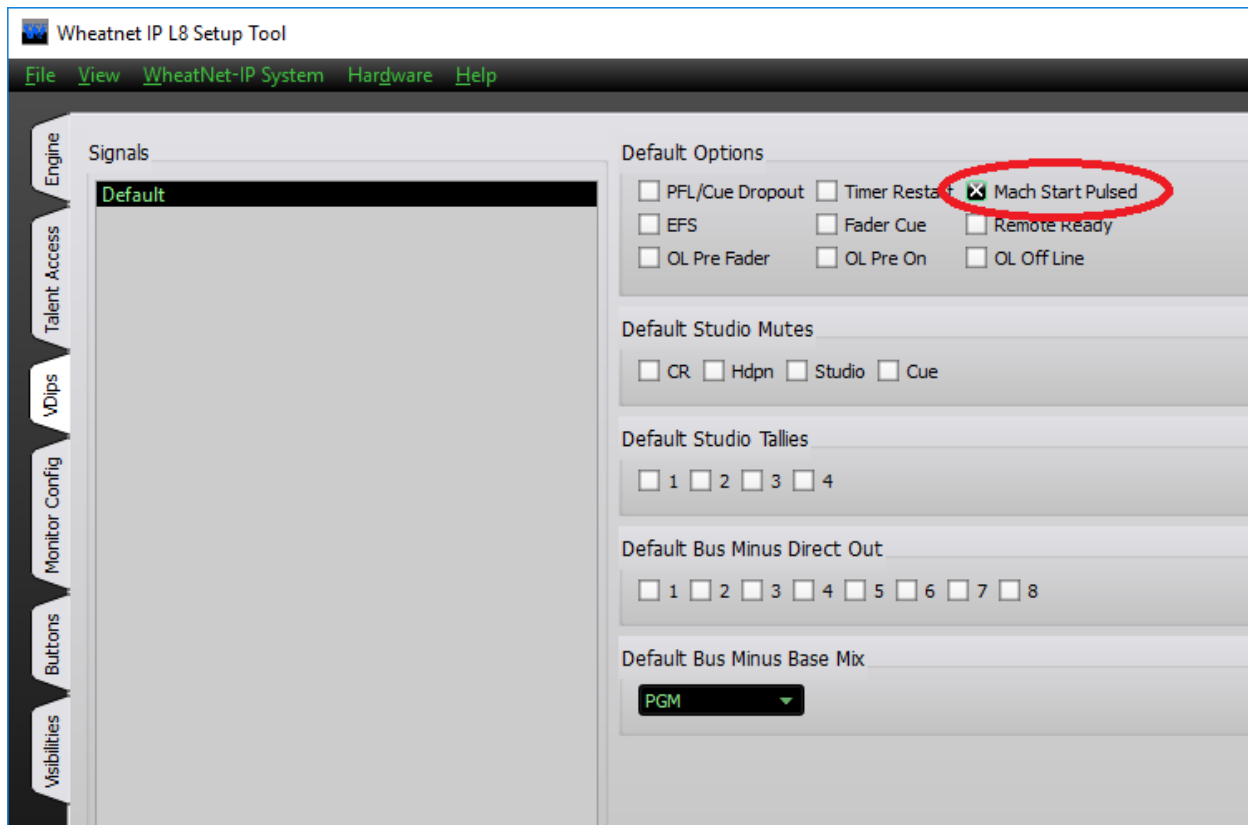 Wheatnet IP L8 Setup Tool
File View WheatNet-IP System Hardware Help
Engine
Talent Access
VDips
Monitor Config
Buttons
Visibilities
Signals
Default
Default Options
PFL/Cue Dropout Timer Restart Mach Start Pulsed
EFS Fader Cue Remote Ready
OL Pre Fader OL Pre On OL Off Line
Default Studio Mutes
CR Hdpn Studio Cue
Default Studio Tallies
1 2 3 4
Default Bus Minus Direct Out
1 2 3 4 5 6 7 8
Default Bus Minus Base Mix
PGM